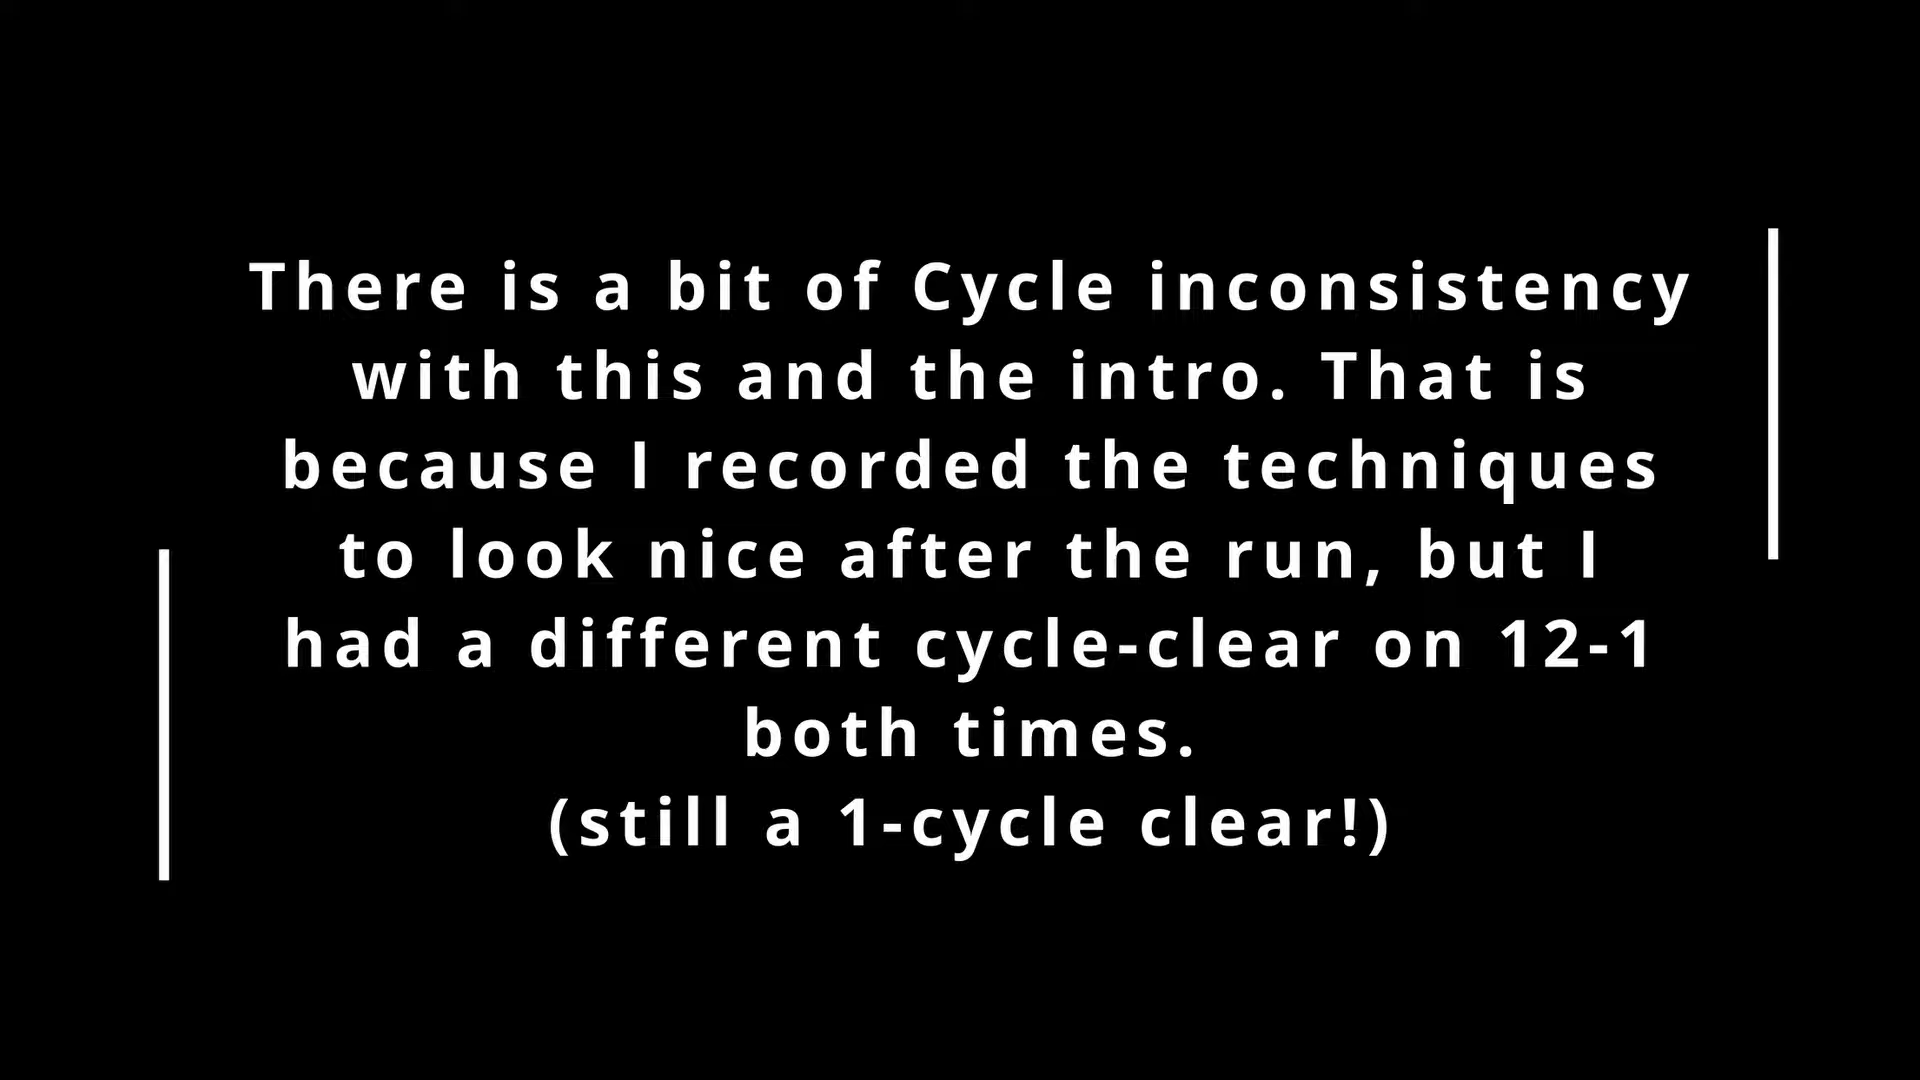 There is a bit of Cycle inconsistency
with this and the intro. That is
because I recorded the techniques
to look nice after the run, but I
had a different cycle-clear on 12-1
both times.
(still a 1-cycle clear!)